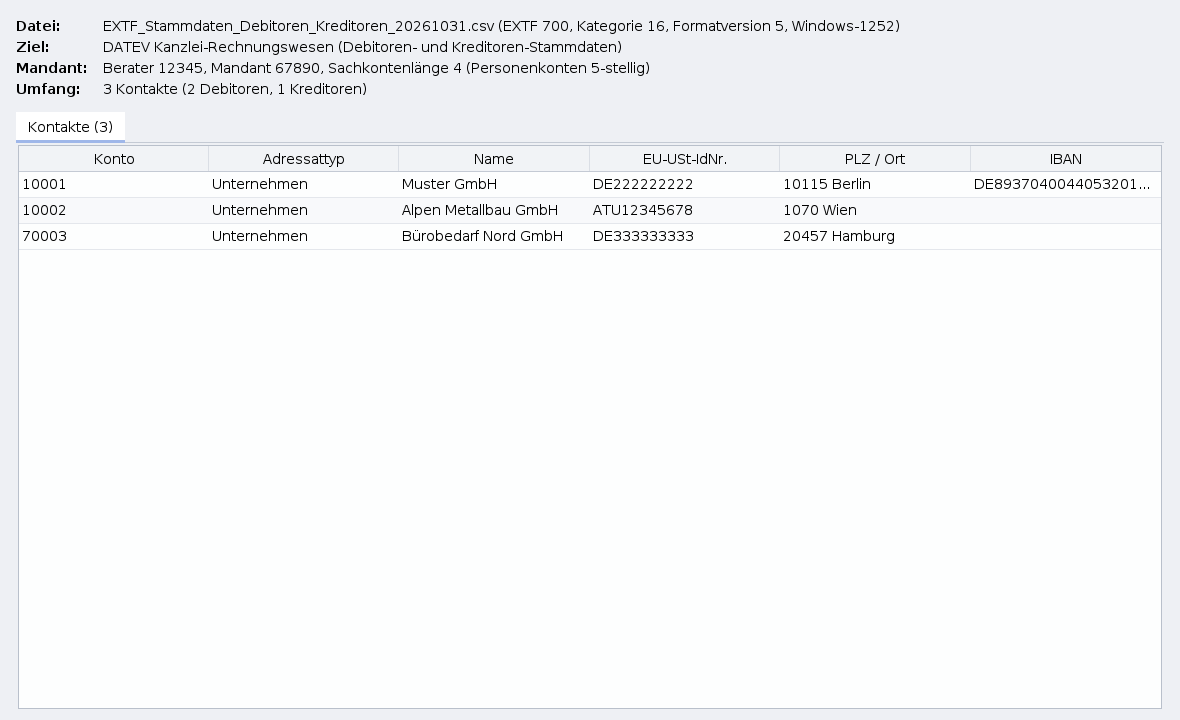 Datei: EXTF_Stammdaten_Debitoren_Kreditoren_20261031.csv (EXTF 700, Kategorie 16, Formatversion 5, Windows-1252)
Ziel: DATEV Kanzlei-Rechnungswesen (Debitoren- und Kreditoren-Stammdaten)
Mandant: Berater 12345, Mandant 67890, Sachkontenlänge 4 (Personenkonten 5-stellig)
Umfang: 3 Kontakte (2 Debitoren, 1 Kreditoren)
Kontakte (3)
Konto Adressattyp Name EU-USt-IdNr. PLZ / Ort IBAN
10001 Unternehmen Muster GmbH DE222222222 10115 Berlin DE8937040044053201...
10002 Unternehmen Alpen Metallbau GmbH ATU12345678 1070 Wien
70003 Unternehmen Bürobedarf Nord GmbH DE333333333 20457 Hamburg